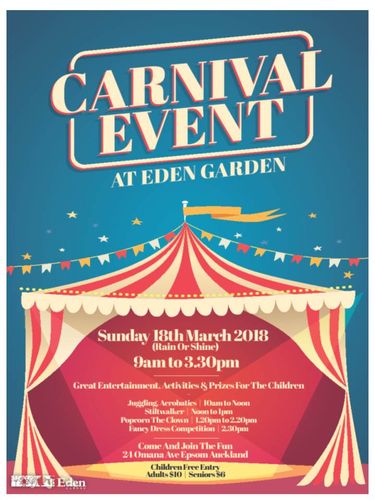 CARNIVAL
EVENT
AT EDEN GARDEN
Sunday 18th March 2018
(Rain Or Shine)
9am to 3.30pm
Great Entertainment, Activities & Prizes For The Children
Juggling, Acrobatics | 10am to Noon
Stiltwalker | Noon to 1pm
Popcorn The Clown | 1.20pm to 2.20pm
Fancy Dress Competition | 2.30pm
Come And Join The Fun
24 Omana Ave Epsom Auckland
Children Free Entry
Adults $10 | Seniors $6
Eden